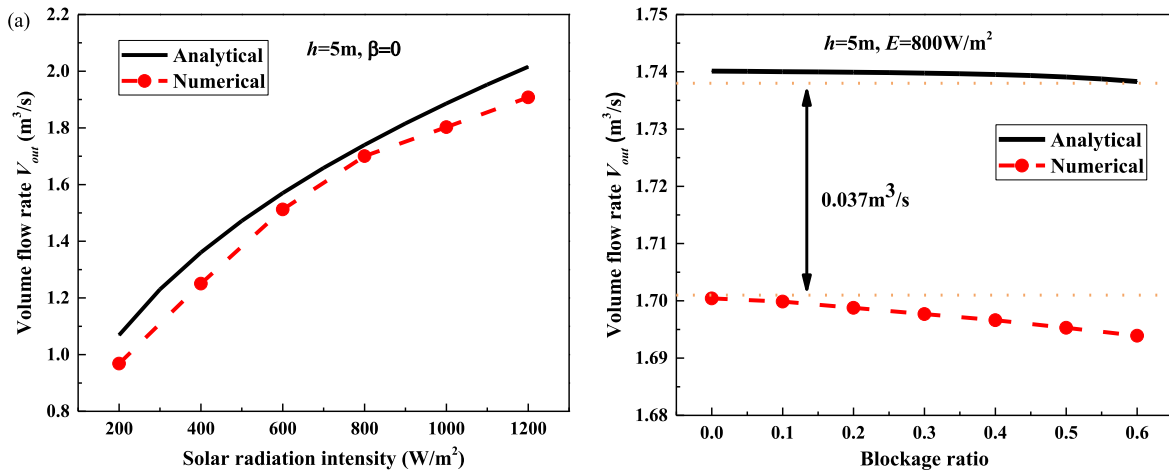 (a)
h=5m, β=0
Analytical
Numerical
Volume flow rate V_out (m³/s)
2.2
2.0
1.8
1.6
1.4
1.2
1.0
0.8
200 400 600 800 1000 1200
Solar radiation intensity (W/m²)
h=5m, E=800W/m²
Analytical
Numerical
0.037m³/s
Volume flow rate V_out (m³/s)
1.75
1.74
1.73
1.72
1.71
1.70
1.69
1.68
0.0 0.1 0.2 0.3 0.4 0.5 0.6
Blockage ratio